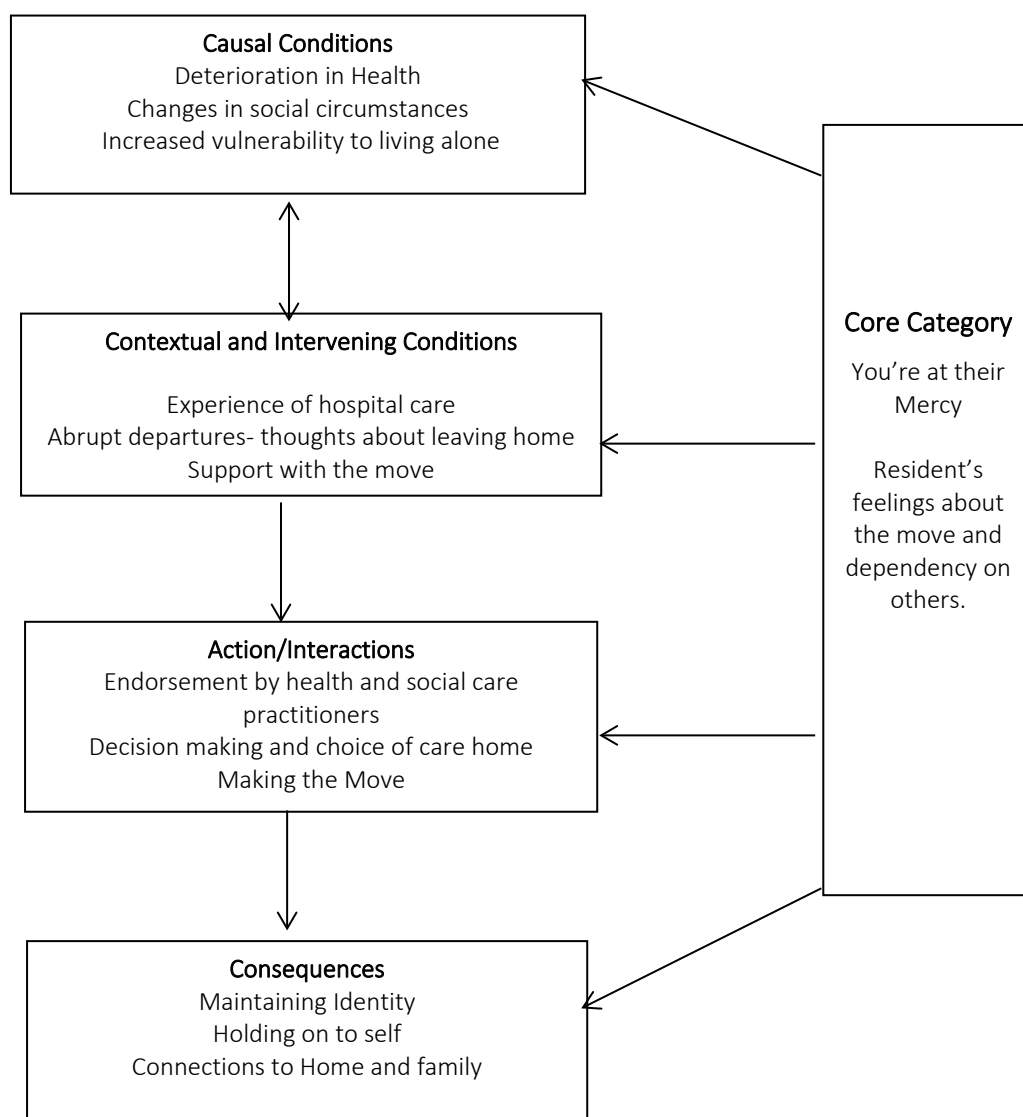 Causal Conditions
Deterioration in Health
Changes in social circumstances
Increased vulnerability to living alone
Contextual and Intervening Conditions
Experience of hospital care
Abrupt departures- thoughts about leaving home
Support with the move
Action/Interactions
Endorsement by health and social care
practitioners
Decision making and choice of care home
Making the Move
Consequences
Maintaining Identity
Holding on to self
Connections to Home and family
Core Category
You’re at their
Mercy
Resident’s
feelings about
the move and
dependency on
others.